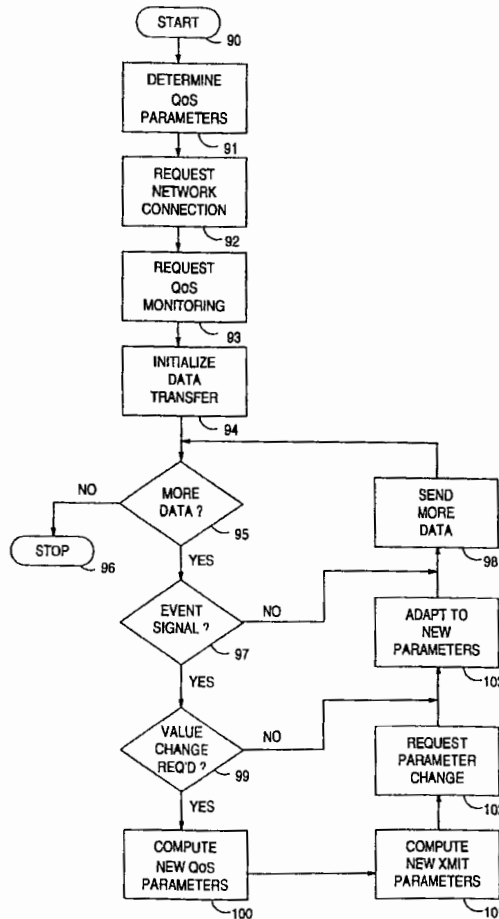 START
90
DETERMINE
QoS
PARAMETERS
91
REQUEST
NETWORK
CONNECTION
92
REQUEST
QoS
MONITORING
93
INITIALIZE
DATA
TRANSFER
94
MORE
DATA ?
95
NO
STOP
96
YES
EVENT
SIGNAL ?
97
NO
YES
VALUE
CHANGE
REQ'D ?
99
NO
YES
COMPUTE
NEW QoS
PARAMETERS
100
SEND
MORE
DATA
98
ADAPT TO
NEW
PARAMETERS
REQUEST
PARAMETER
CHANGE
COMPUTE
NEW XMIT
PARAMETERS